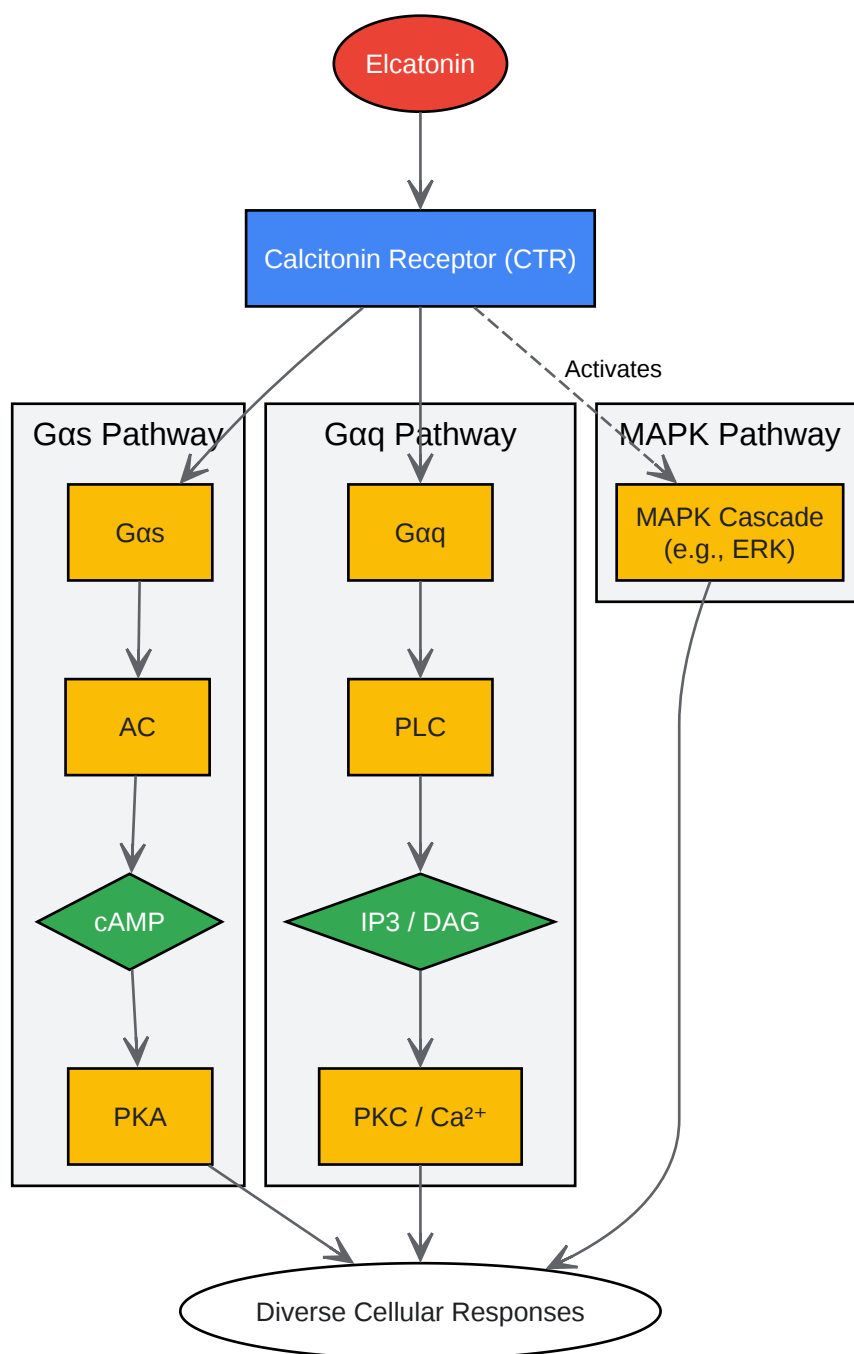 Elcatonin
Calcitonin Receptor (CTR)
Activates
Gαs Pathway
Gαq Pathway
MAPK Pathway
Gαs
Gαq
MAPK Cascade
(e.g., ERK)
AC
PLC
cAMP
IP3 / DAG
PKA
PKC / Ca²⁺
Diverse Cellular Responses